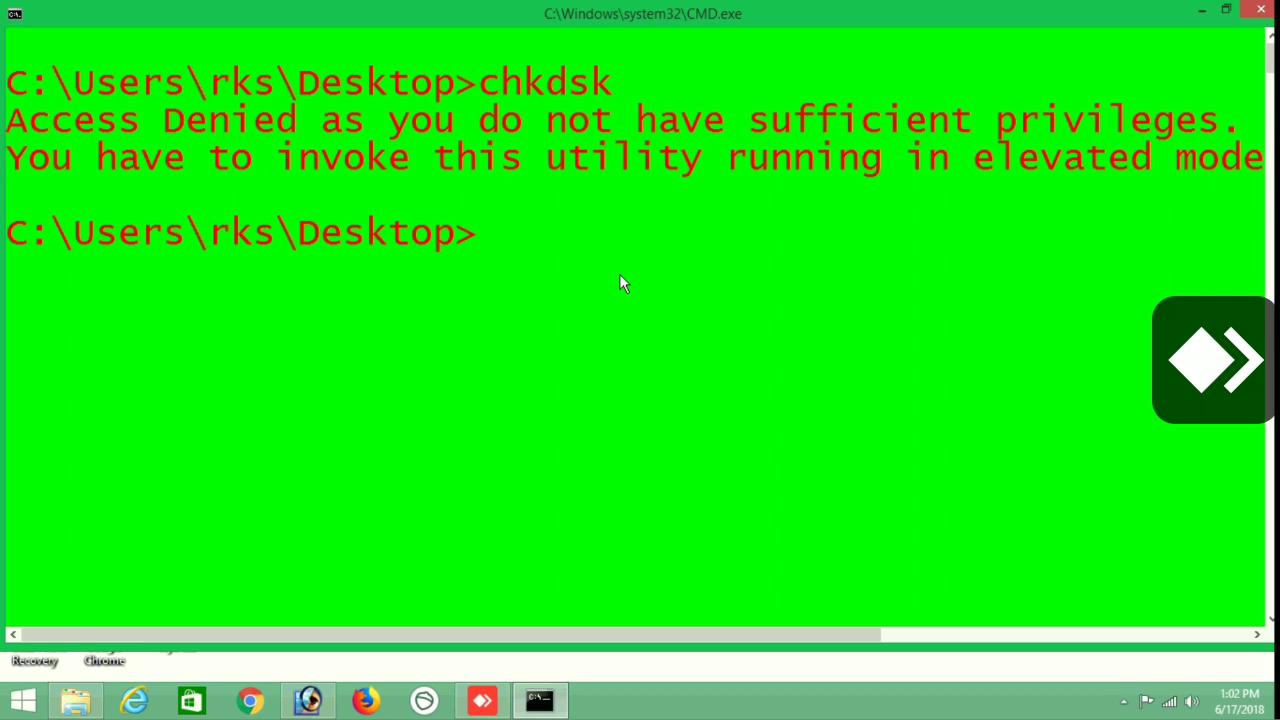 C:\Windows\system32\CMD.exe
C:\Users\rks\Desktop>chkdsk
Access Denied as you do not have sufficient privileges.
You have to invoke this utility running in elevated mode
C:\Users\rks\Desktop>
Recovery
Chrome
1:02 PM
6/17/2018